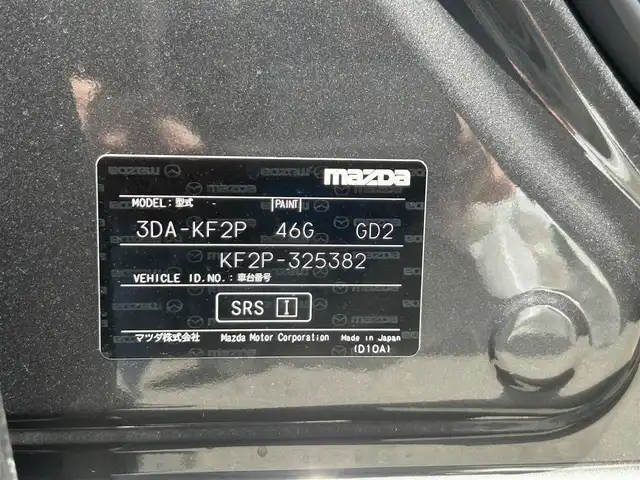 mazda
MODEL:型式 PAINT
3DA-KF2P 46G GD2
KF2P-325382
VEHICLE ID.NO.:車台番号
SRS I
マツダ株式会社 Mazda Motor Corporation Made in Japan
(D10A)